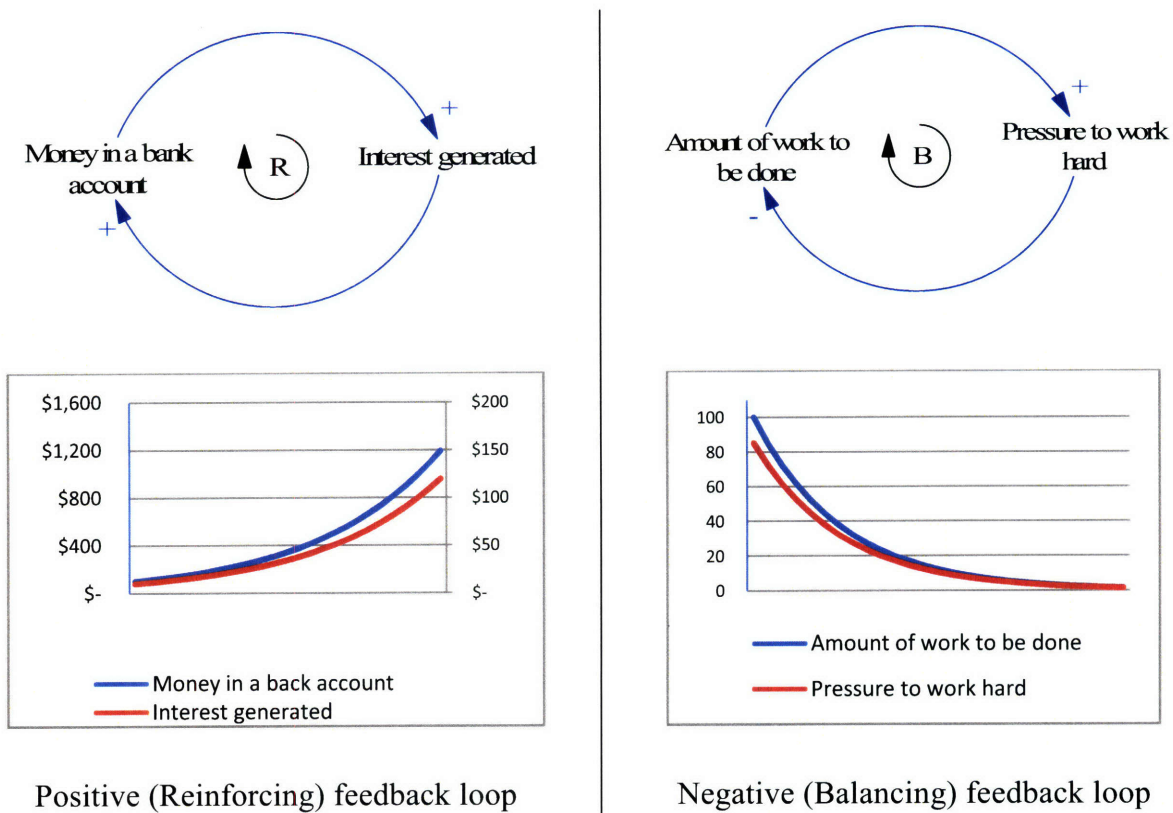 +
Money in a bank
account
R
Interest generated
+
$1,600
$1,200
$800
$400
$-
$200
$150
$100
$50
$-
Money in a back account
Interest generated
Positive (Reinforcing) feedback loop
+
Amount of work to
be done
B
Pressure to work
hard
-
100
80
60
40
20
0
Amount of work to be done
Pressure to work hard
Negative (Balancing) feedback loop